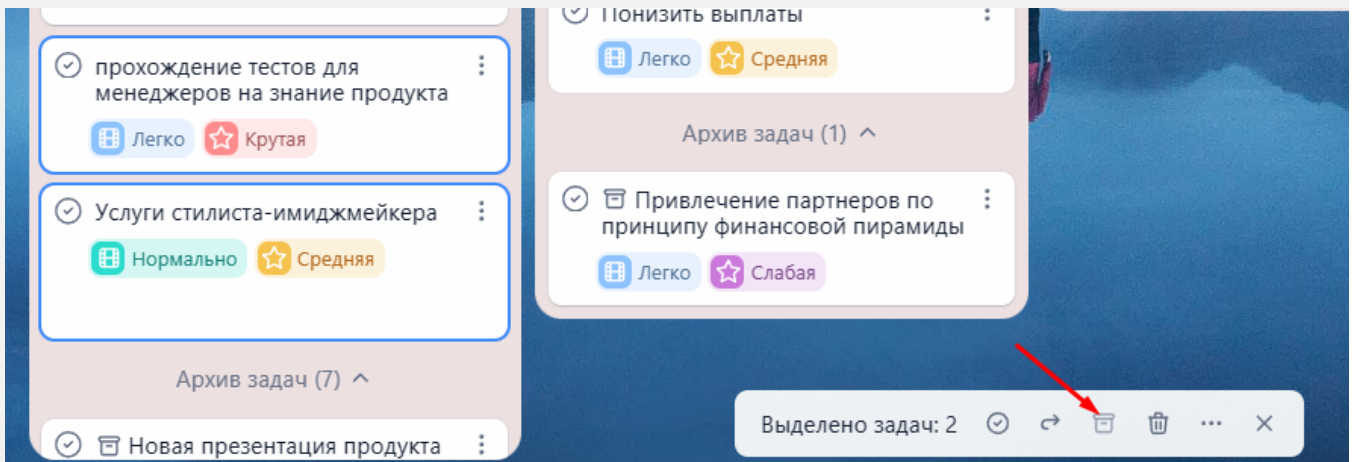 прохождение тестов для
менеджеров на знание продукта
Легко Крутая
Услуги стилиста-имиджмейкера
Нормально Средняя
Архив задач (7)
Новая презентация продукта
Понизить выплаты
Легко Средняя
Архив задач (1)
Привлечение партнеров по
принципу финансовой пирамиды
Легко Слабая
Выделено задач: 2